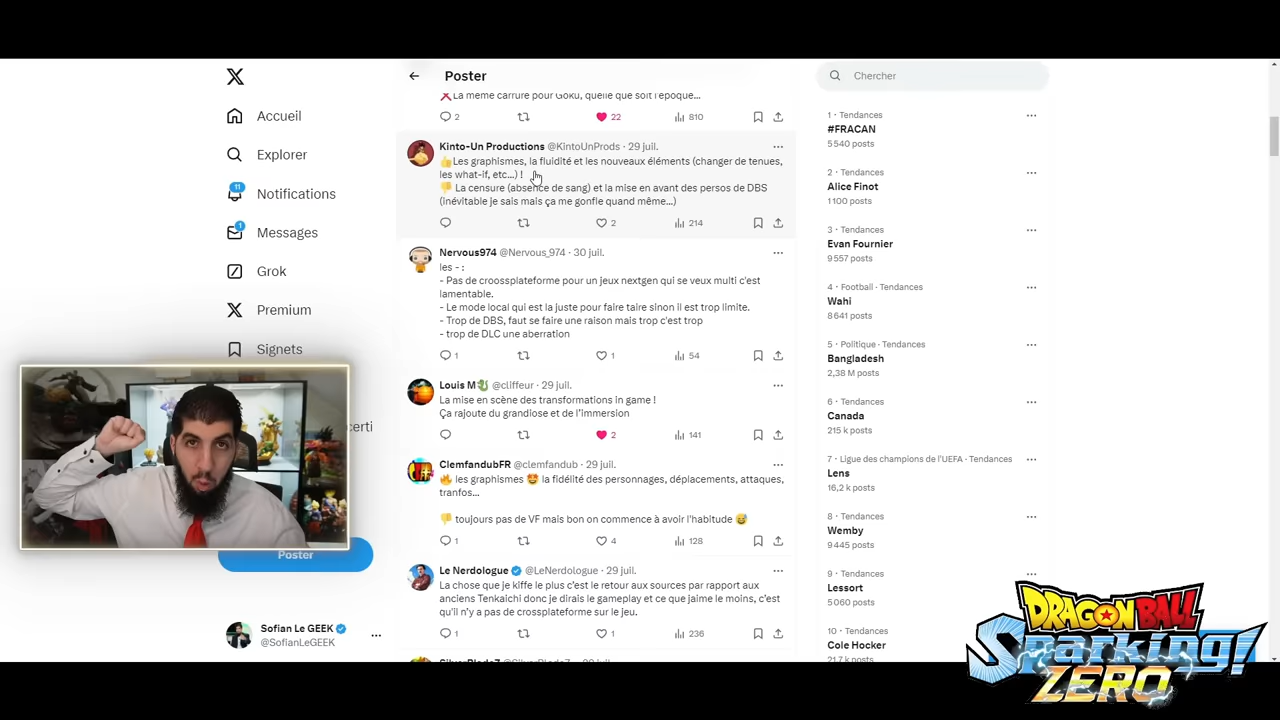 Poster
Chercher
Accueil
Explorer
11
Notifications
1
Messages
Grok
Premium
Signets
certi
Poster
Sofian Le GEEK
@SofianLeGEEK
❌La même carrure pour Goku, quelle que soit l'époque...
2 22 810
Kinto-Un Productions @KintoUnProds · 29 juil.
👍Les graphismes, la fluidité et les nouveaux éléments (changer de tenues,
les what-if, etc...) !
👎 La censure (absence de sang) et la mise en avant des persos de DBS
(inévitable je sais mais ça me gonfle quand même...)
2 214
Nervous974 @Nervous_974 · 30 juil.
les - :
- Pas de croossplateforme pour un jeux nextgen qui se veux multi c'est
lamentable.
- Le mode local qui est la juste pour faire taire sinon il est trop limite.
- Trop de DBS, faut se faire une raison mais trop c'est trop
- trop de DLC une aberration
1 1 54
Louis M🐉 @cliffeur · 29 juil.
La mise en scène des transformations in game !
Ça rajoute du grandiose et de l'immersion
2 141
ClemfandubFR @clemfandub · 29 juil.
🔥 les graphismes 🤩 la fidélité des personnages, déplacements, attaques,
tranfos...
👎 toujours pas de VF mais bon on commence à avoir l'habitude 😅
1 4 128
Le Nerdologue @LeNerdologue · 29 juil.
La chose que je kiffe le plus c'est le retour aux sources par rapport aux
anciens Tenkaichi donc je dirais le gameplay et ce que jaime le moins, c'est
qu'il n'y a pas de crossplateforme sur le jeu.
1 1 236
1 · Tendances
#FRACAN
5 540 posts
2 · Tendances
Alice Finot
1 100 posts
3 · Tendances
Evan Fournier
9 557 posts
4 · Football · Tendances
Wahi
8 641 posts
5 · Politique · Tendances
Bangladesh
2,38 M posts
6 · Tendances
Canada
215 k posts
7 · Ligue des champions de l'UEFA · Tendances
Lens
16,2 k posts
8 · Tendances
Wemby
9 445 posts
9 · Tendances
Lessort
5 060 posts
10 · Tendances
Cole Hocker
21,7 k posts
DRAGON BALL
Sparking!
ZERO